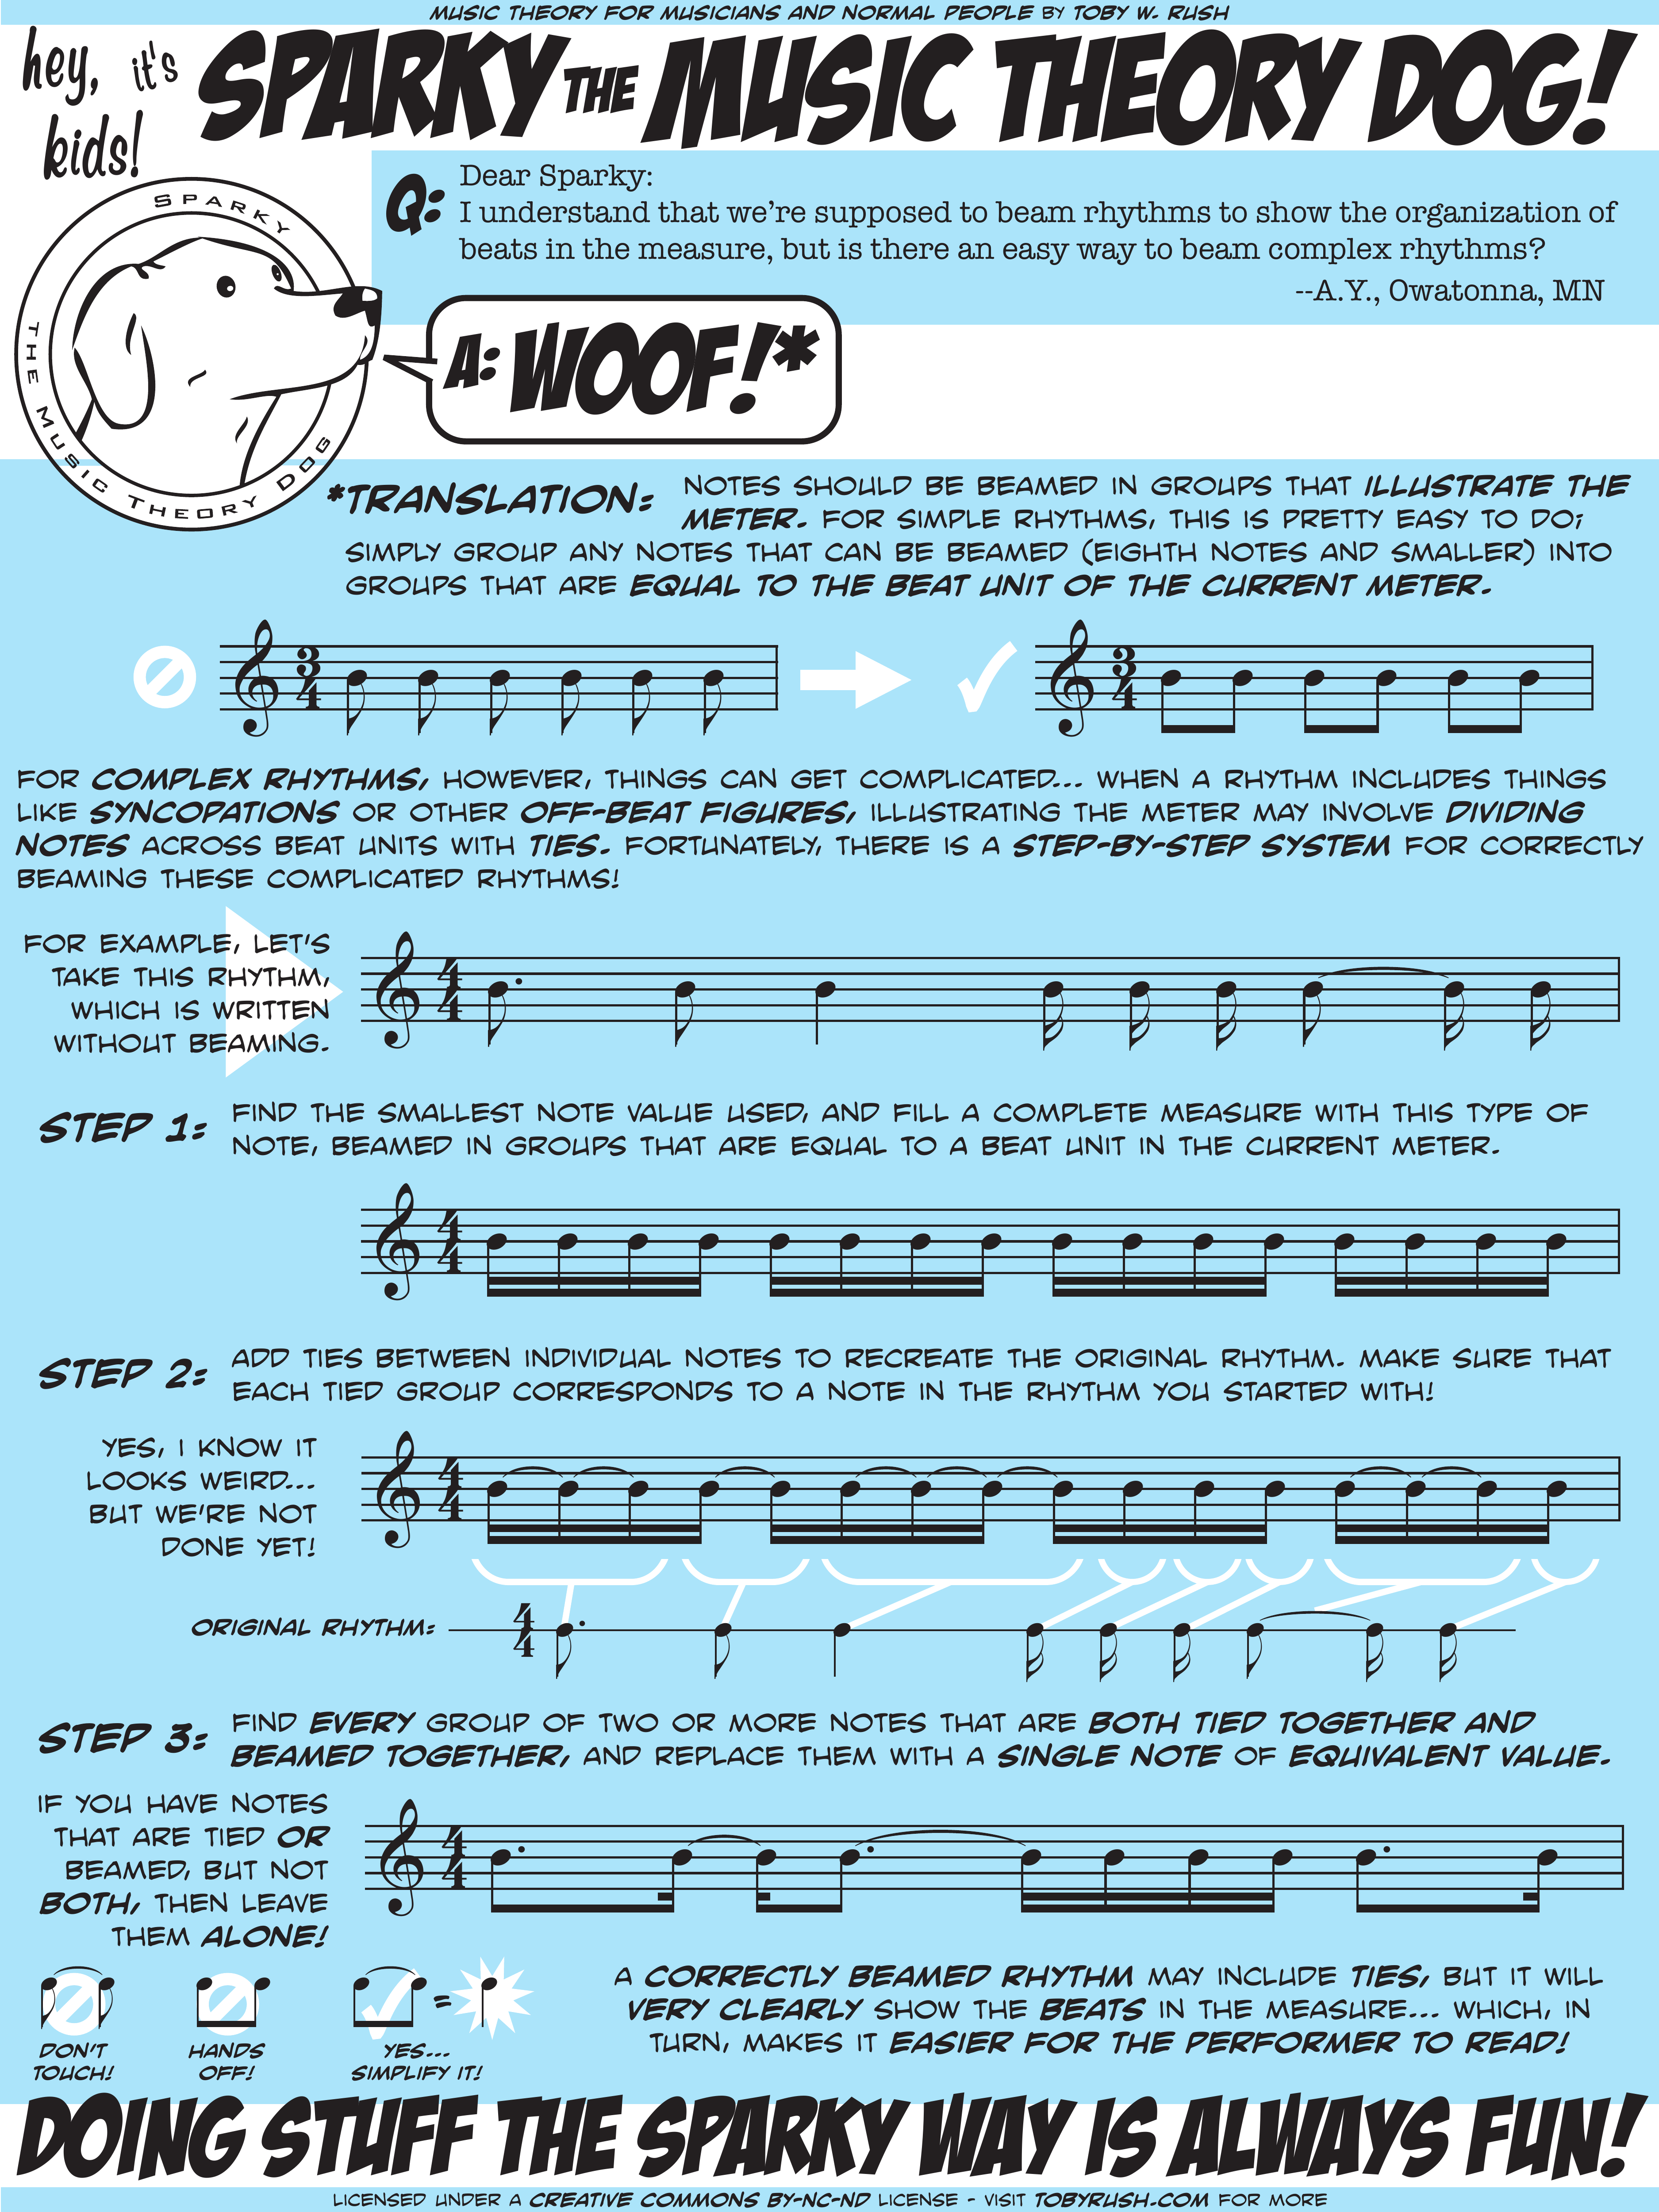 MUSIC THEORY FOR MUSICIANS AND NORMAL PEOPLE BY TOBY W. RUSH
hey, it's
kids!
SPARKY THE MUSIC THEORY DOG!
SPARKY
THE MUSIC THEORY DOG
Q: Dear Sparky:
I understand that we're supposed to beam rhythms to show the organization of
beats in the measure, but is there an easy way to beam complex rhythms?
--A.Y., Owatonna, MN
A: WOOF!*
*TRANSLATION: NOTES SHOULD BE BEAMED IN GROUPS THAT ILLUSTRATE THE
METER. FOR SIMPLE RHYTHMS, THIS IS PRETTY EASY TO DO;
SIMPLY GROUP ANY NOTES THAT CAN BE BEAMED (EIGHTH NOTES AND SMALLER) INTO
GROUPS THAT ARE EQUAL TO THE BEAT UNIT OF THE CURRENT METER.
3
4
3
4
FOR COMPLEX RHYTHMS, HOWEVER, THINGS CAN GET COMPLICATED... WHEN A RHYTHM INCLUDES THINGS
LIKE SYNCOPATIONS OR OTHER OFF-BEAT FIGURES, ILLUSTRATING THE METER MAY INVOLVE DIVIDING
NOTES ACROSS BEAT UNITS WITH TIES. FORTUNATELY, THERE IS A STEP-BY-STEP SYSTEM FOR CORRECTLY
BEAMING THESE COMPLICATED RHYTHMS!
FOR EXAMPLE, LET'S
TAKE THIS RHYTHM,
WHICH IS WRITTEN
WITHOUT BEAMING.
4
4
STEP 1: FIND THE SMALLEST NOTE VALUE USED, AND FILL A COMPLETE MEASURE WITH THIS TYPE OF
NOTE, BEAMED IN GROUPS THAT ARE EQUAL TO A BEAT UNIT IN THE CURRENT METER.
4
4
STEP 2: ADD TIES BETWEEN INDIVIDUAL NOTES TO RECREATE THE ORIGINAL RHYTHM. MAKE SURE THAT
EACH TIED GROUP CORRESPONDS TO A NOTE IN THE RHYTHM YOU STARTED WITH!
YES, I KNOW IT
LOOKS WEIRD...
BUT WE'RE NOT
DONE YET!
4
4
ORIGINAL RHYTHM:
4
4
STEP 3: FIND EVERY GROUP OF TWO OR MORE NOTES THAT ARE BOTH TIED TOGETHER AND
BEAMED TOGETHER, AND REPLACE THEM WITH A SINGLE NOTE OF EQUIVALENT VALUE.
IF YOU HAVE NOTES
THAT ARE TIED OR
BEAMED, BUT NOT
BOTH, THEN LEAVE
THEM ALONE!
4
4
=
DON'T
TOUCH!
HANDS
OFF!
YES...
SIMPLIFY IT!
A CORRECTLY BEAMED RHYTHM MAY INCLUDE TIES, BUT IT WILL
VERY CLEARLY SHOW THE BEATS IN THE MEASURE... WHICH, IN
TURN, MAKES IT EASIER FOR THE PERFORMER TO READ!
DOING STUFF THE SPARKY WAY IS ALWAYS FUN!
LICENSED UNDER A CREATIVE COMMONS BY-NC-ND LICENSE - VISIT TOBYRUSH.COM FOR MORE